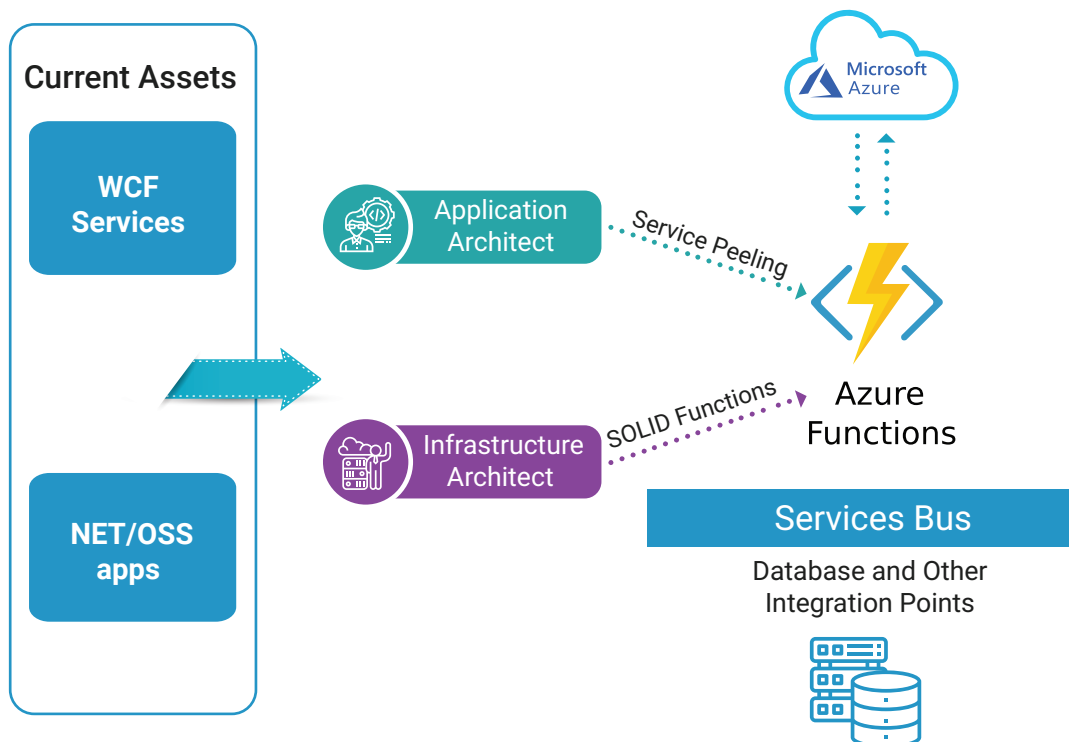 Current Assets
WCF
Services
NET/OSS
apps
Application
Architect
Infrastructure
Architect
Service Peeling
SOLID Functions
Microsoft
Azure
</>
Azure
Functions
Services Bus
Database and Other
Integration Points